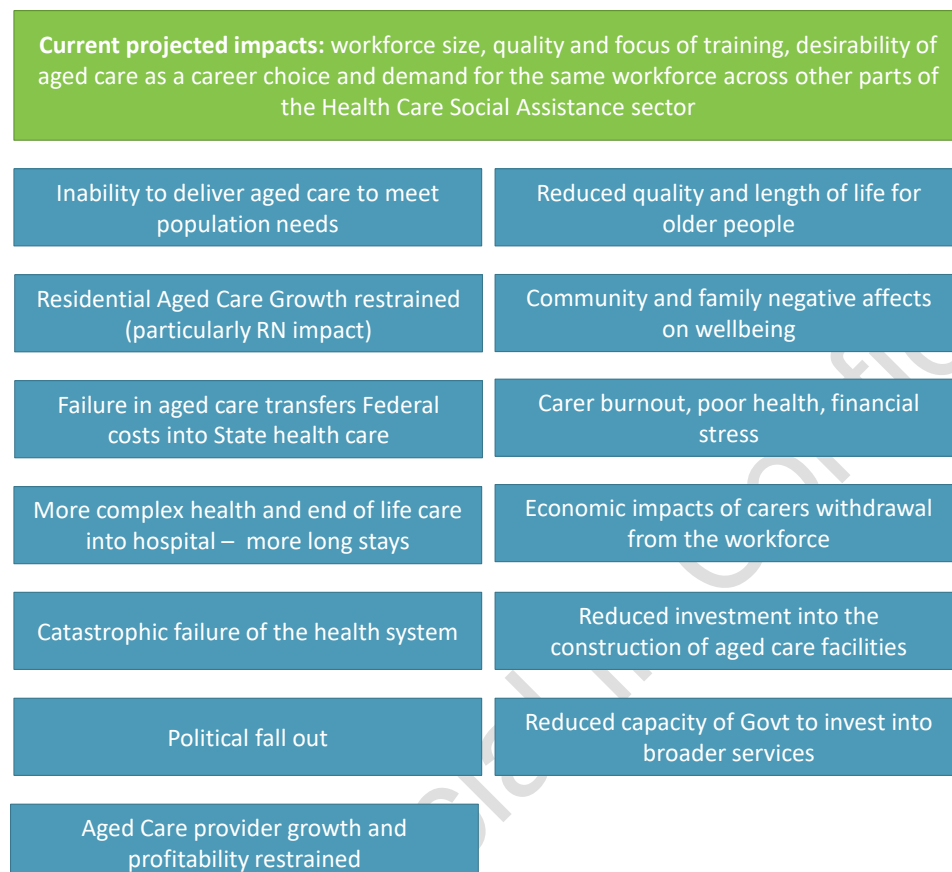 Current projected impacts: workforce size, quality and focus of training, desirability of
aged care as a career choice and demand for the same workforce across other parts of
the Health Care Social Assistance sector
Inability to deliver aged care to meet
population needs
Reduced quality and length of life for
older people
Residential Aged Care Growth restrained
(particularly RN impact)
Community and family negative affects
on wellbeing
Failure in aged care transfers Federal
costs into State health care
Carer burnout, poor health, financial
stress
More complex health and end of life care
into hospital – more long stays
Economic impacts of carers withdrawal
from the workforce
Catastrophic failure of the health system
Reduced investment into the
construction of aged care facilities
Political fall out
Reduced capacity of Govt to invest into
broader services
Aged Care provider growth and
profitability restrained